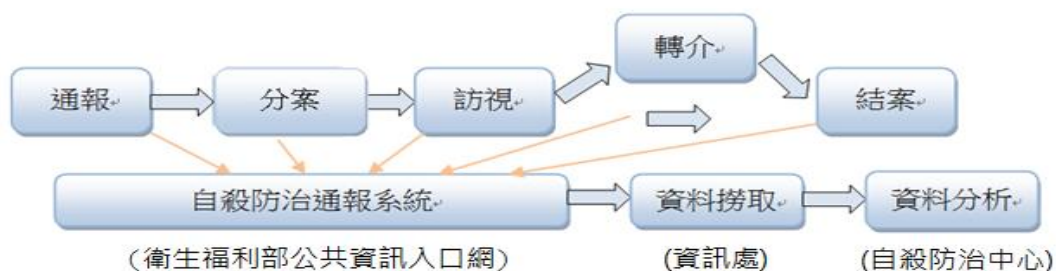 轉介
通報
分案
訪視
結案
自殺防治通報系統
資料撈取
資料分析
(衛生福利部公共資訊入口網)
(資訊處)
(自殺防治中心)